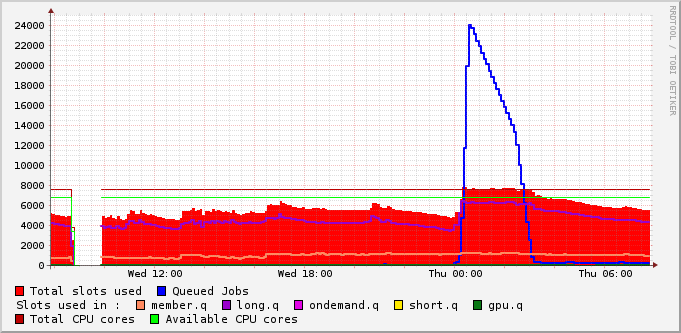 24000
22000
20000
18000
16000
14000
12000
10000
8000
6000
4000
2000
0
Wed 12:00 Wed 18:00 Thu 00:00 Thu 06:00
Total slots used Queued Jobs
Slots used in : member.q long.q ondemand.q short.q gpu.q
Total CPU cores Available CPU cores
RRDTOOL / TOBI OETIKER